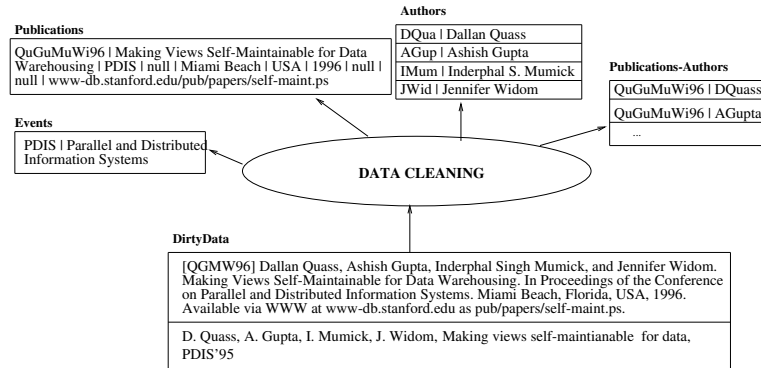 Publications
QuGuMuWi96 | Making Views Self-Maintainable for Data
Warehousing | PDIS | null | Miami Beach | USA | 1996 | null |
null | www-db.stanford.edu/pub/papers/self-maint.ps
Authors
DQua | Dallan Quass
AGup | Ashish Gupta
IMum | Inderphal S. Mumick
JWid | Jennifer Widom
Publications-Authors
QuGuMuWi96 | DQuass
QuGuMuWi96 | AGupta
...
Events
PDIS | Parallel and Distributed
Information Systems
DATA CLEANING
DirtyData
[QGMW96] Dallan Quass, Ashish Gupta, Inderphal Singh Mumick, and Jennifer Widom.
Making Views Self-Maintainable for Data Warehousing. In Proceedings of the Conference
on Parallel and Distributed Information Systems. Miami Beach, Florida, USA, 1996.
Available via WWW at www-db.stanford.edu as pub/papers/self-maint.ps.
D. Quass, A. Gupta, I. Mumick, J. Widom, Making views self-maintianable for data,
PDIS'95